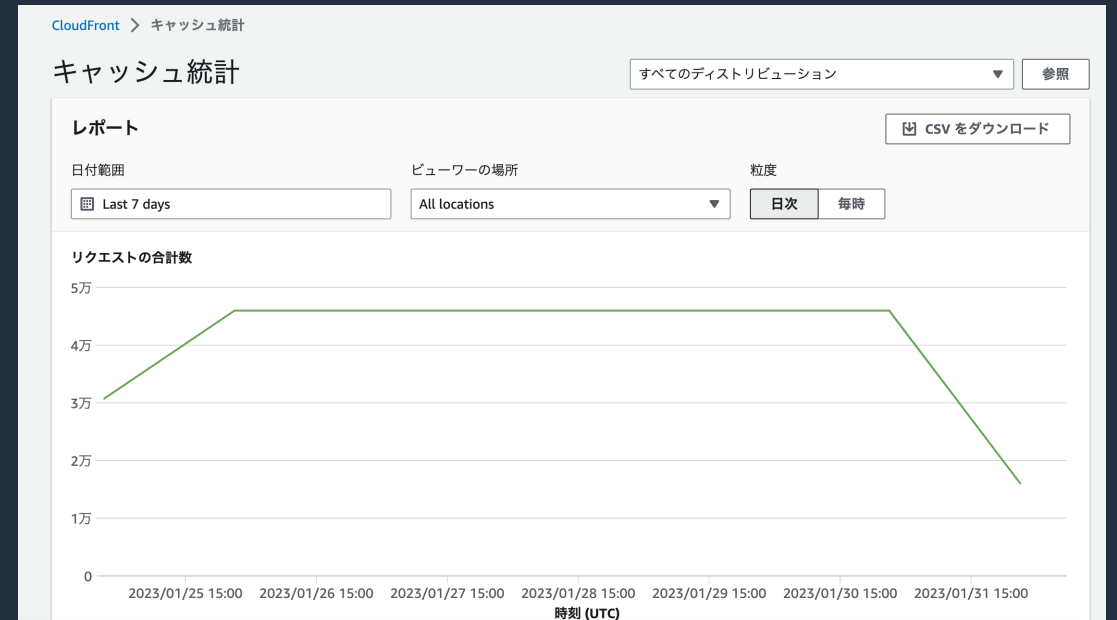 CloudFront > キャッシュ統計
キャッシュ統計
すべてのディストリビューション ▼ 参照
レポート
CSV をダウンロード
日付範囲 ビューワーの場所 粒度
Last 7 days All locations ▼ 日次 毎時
リクエストの合計数
5万
4万
3万
2万
1万
0
2023/01/25 15:00 2023/01/26 15:00 2023/01/27 15:00 2023/01/28 15:00 2023/01/29 15:00 2023/01/30 15:00 2023/01/31 15:00
時刻 (UTC)